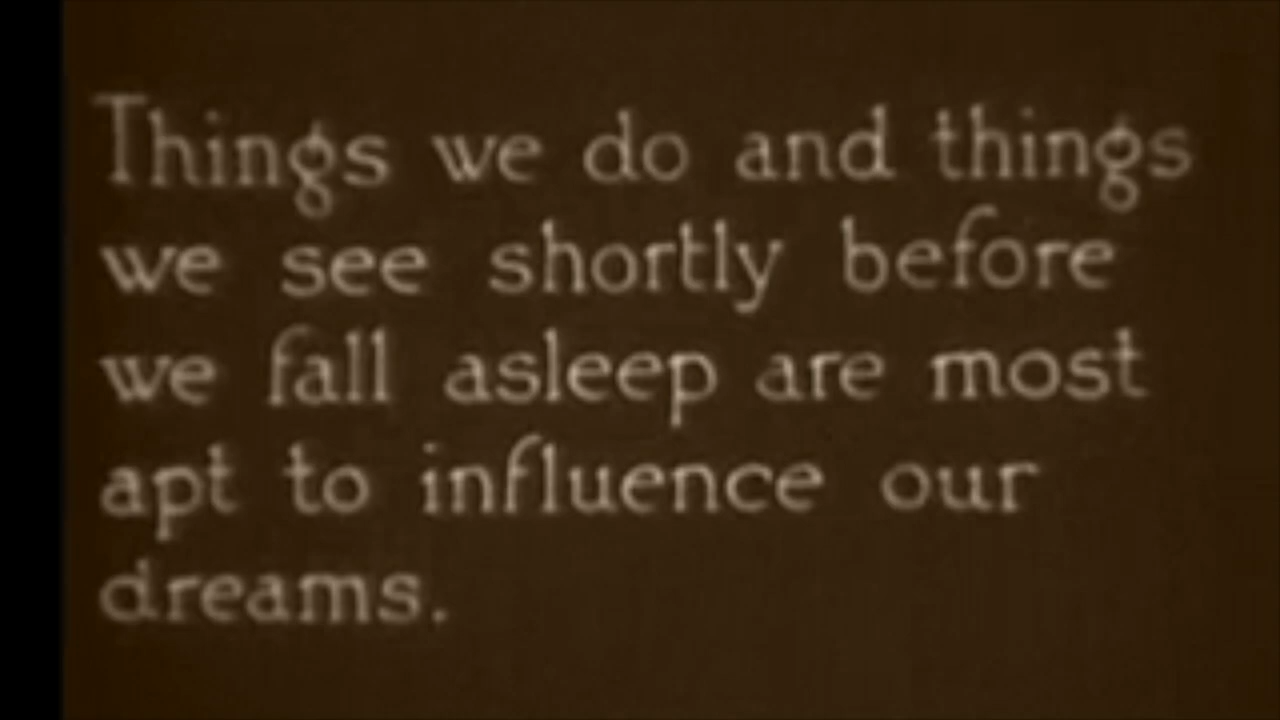 Things we do and things
we see shortly before
we fall asleep are most
apt to influence our
dreams.